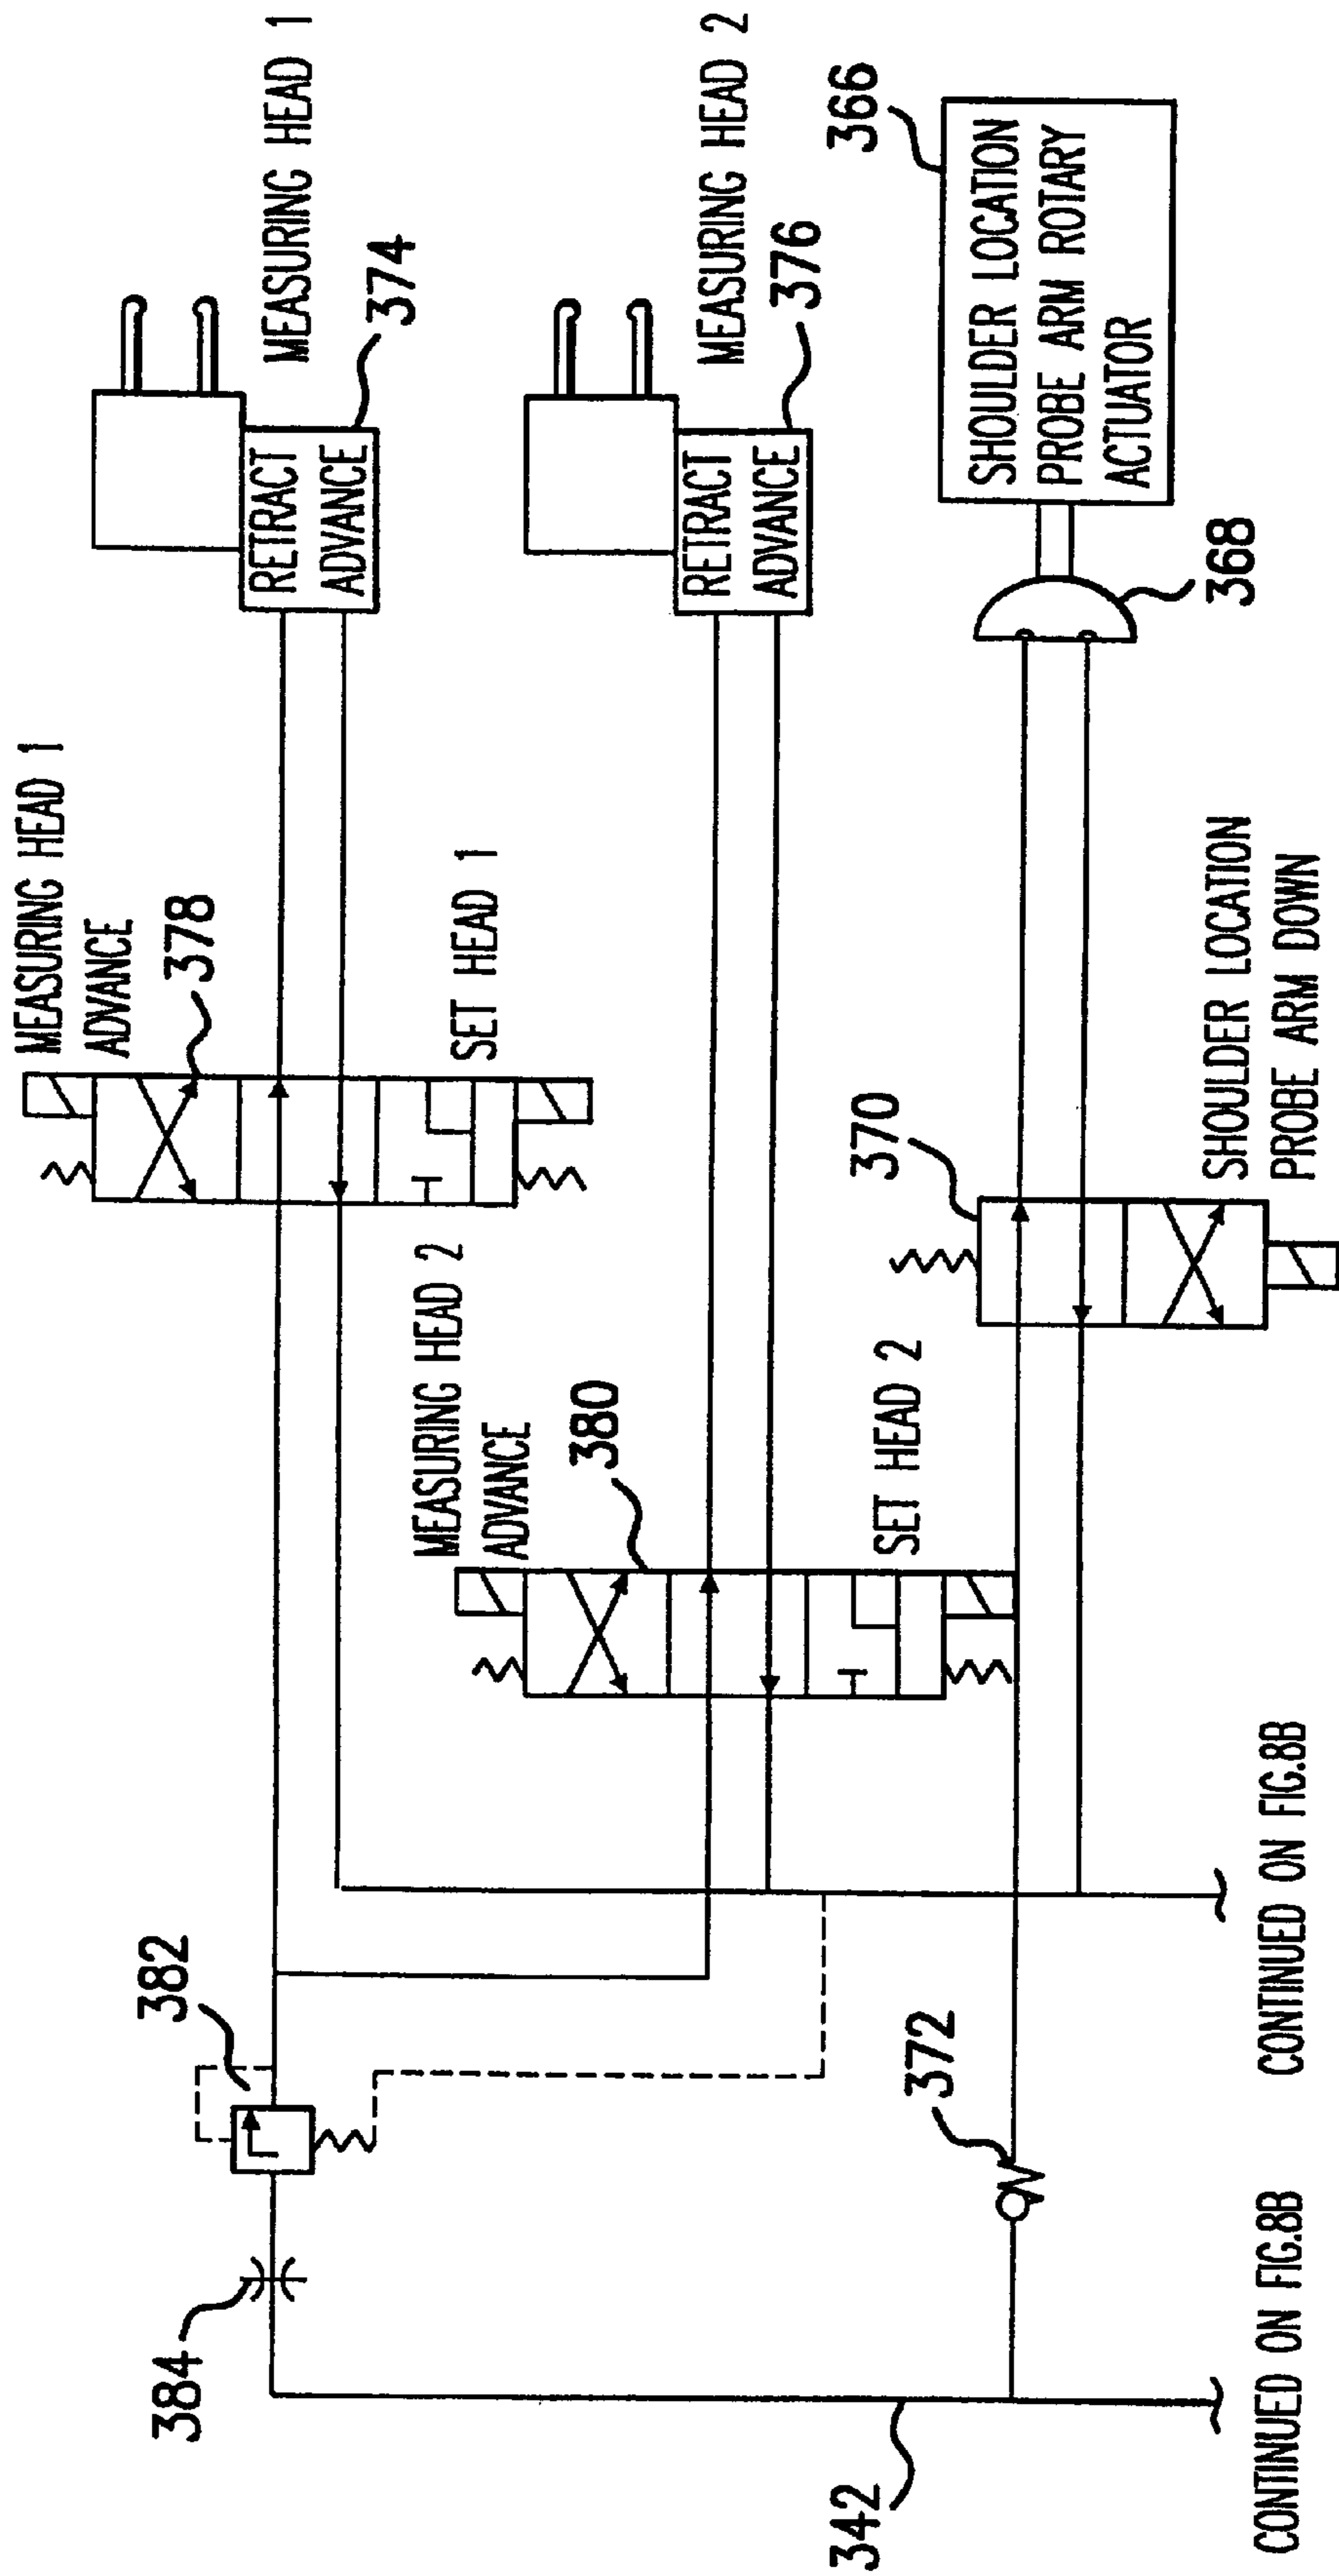 MEASURING HEAD 1
ADVANCE
378
SET HEAD 1
RETRACT
ADVANCE
MEASURING HEAD 1
374
382
384
MEASURING HEAD 2
ADVANCE
380
SET HEAD 2
RETRACT
ADVANCE
MEASURING HEAD 2
376
370
SHOULDER LOCATION
PROBE ARM DOWN
368
366
SHOULDER LOCATION
PROBE ARM ROTARY
ACTUATOR
372
342
CONTINUED ON FIG.8B
CONTINUED ON FIG.8B